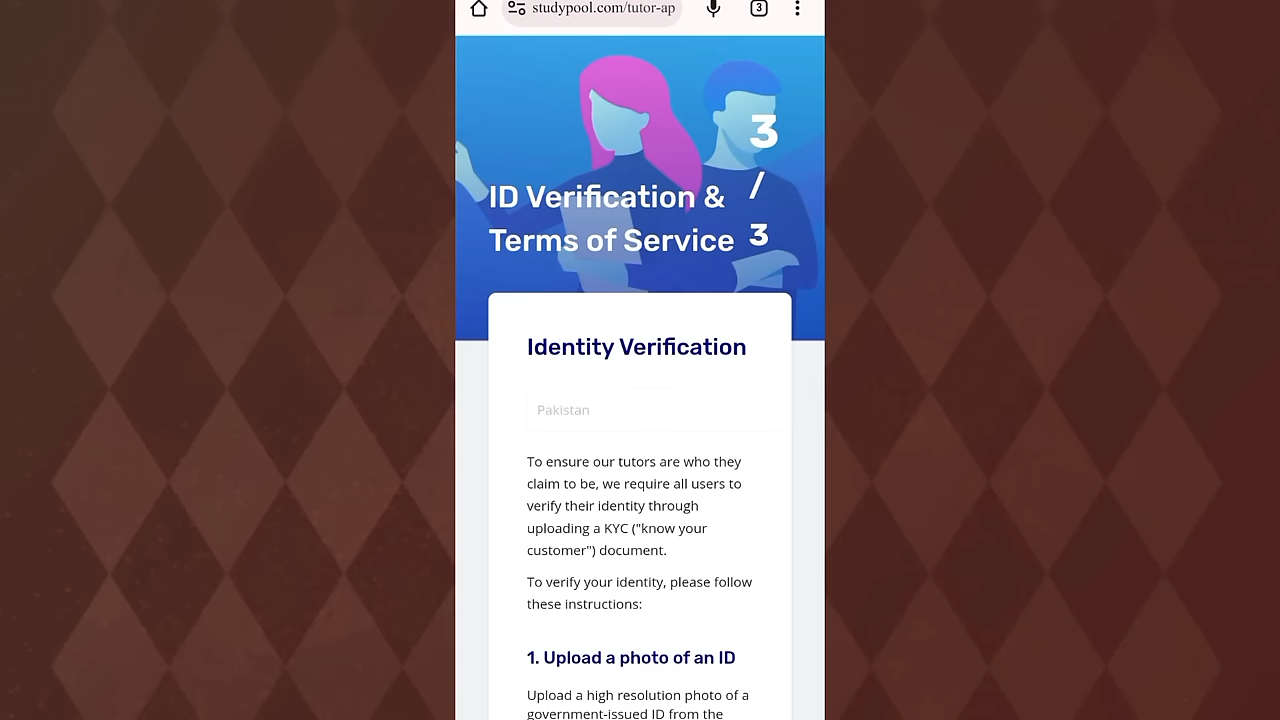 studypool.com/tutor-ap
3
ID Verification &
Terms of Service
3
/
3
Identity Verification
Pakistan
To ensure our tutors are who they
claim to be, we require all users to
verify their identity through
uploading a KYC ("know your
customer") document.
To verify your identity, please follow
these instructions:
1. Upload a photo of an ID
Upload a high resolution photo of a
government-issued ID from the